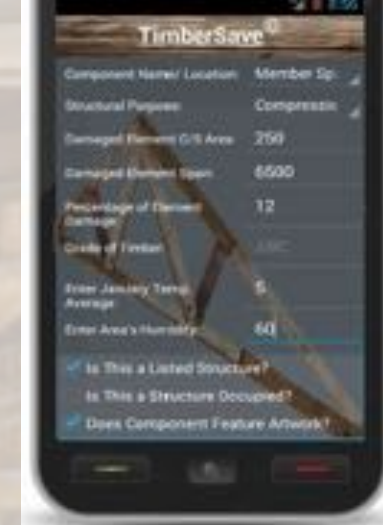 8:55
TimberSave
Component Name/ Location: Member Sp.
Structural Purpose: Compressio
Damaged Element C/S Area: 250
Damaged Element Span: 6500
Percentage of Element Damage: 12
Grade of Timber:
Enter January Temp Average: 5
Enter Area's Humidity: 60
Is This a Listed Structure?
Is This a Structure Occupied?
Does Component Feature Artwork?